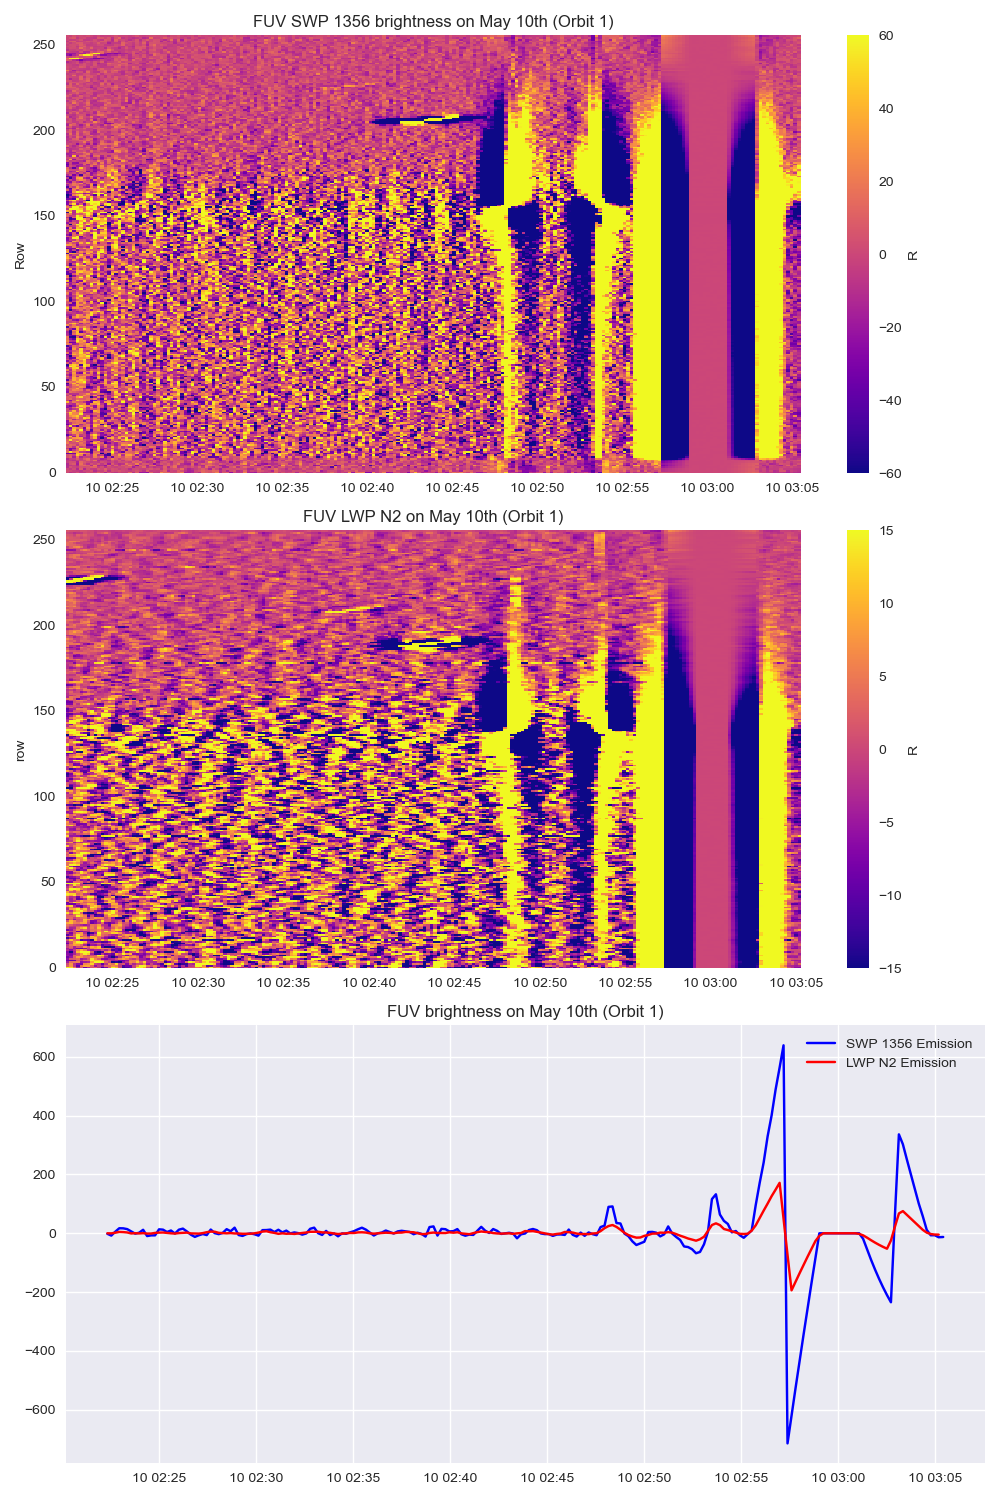 FUV SWP 1356 brightness on May 10th (Orbit 1)
250
200
150
100
50
0
Row
10 02:25 10 02:30 10 02:35 10 02:40 10 02:45 10 02:50 10 02:55 10 03:00 10 03:05
60
40
20
0
−20
−40
−60
R
FUV LWP N2 on May 10th (Orbit 1)
250
200
150
100
50
0
row
10 02:25 10 02:30 10 02:35 10 02:40 10 02:45 10 02:50 10 02:55 10 03:00 10 03:05
15
10
5
0
−5
−10
−15
R
FUV brightness on May 10th (Orbit 1)
SWP 1356 Emission
LWP N2 Emission
600
400
200
0
−200
−400
−600
10 02:25 10 02:30 10 02:35 10 02:40 10 02:45 10 02:50 10 02:55 10 03:00 10 03:05